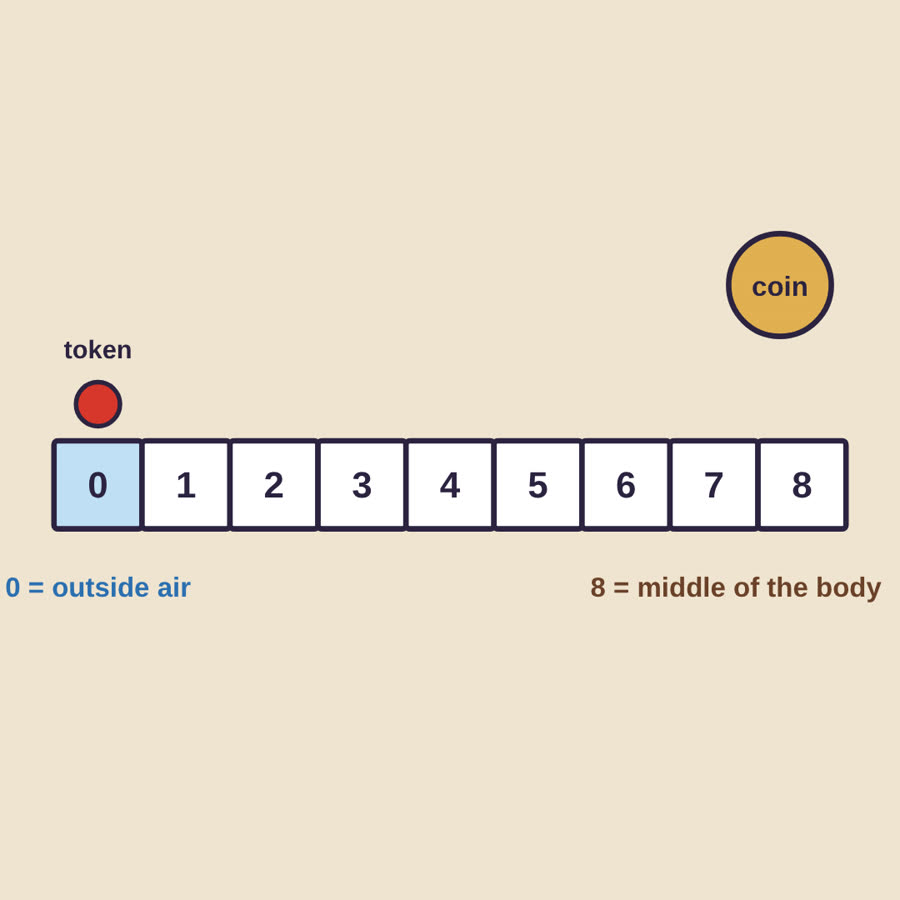 coin
token
0 1 2 3 4 5 6 7 8
0 = outside air
8 = middle of the body